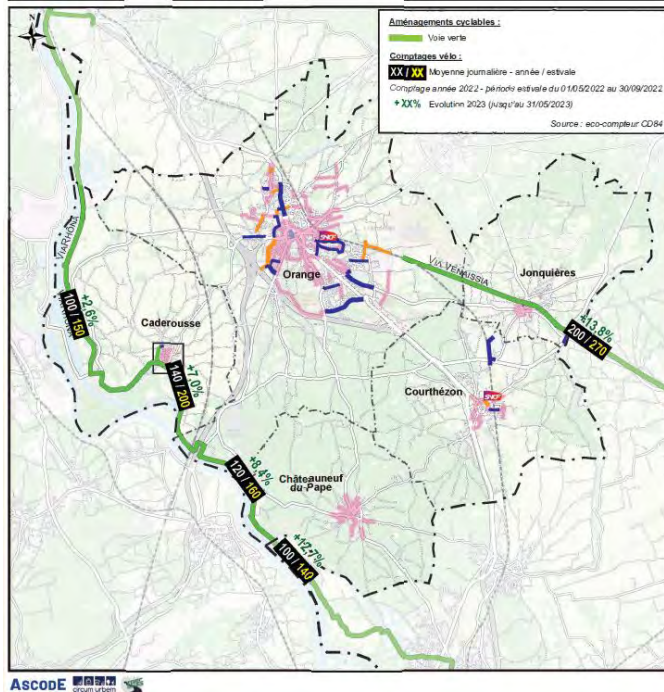 Aménagements cyclables :
Voie verte
Comptages vélo :
XX / XX Moyenne journalière - année / estivale
Comptage année 2022 - période estivale du 01/05/2022 au 30/09/2022
+XX% Evolution 2023 (jusqu'au 31/05/2023)
Source : eco-compteur CD84
N
VIARHÔNA
SNCF
Orange
VIA VENAISSIA
Jonquières
100 / 150
+2,6%
Caderousse
+13,8%
200 / 270
140 / 200
+7,0%
Courthézon
SNCF
120 / 160
+8,4%
Châteauneuf
du-Pape
+12,7%
100 / 140
ASCODE
circum urbem